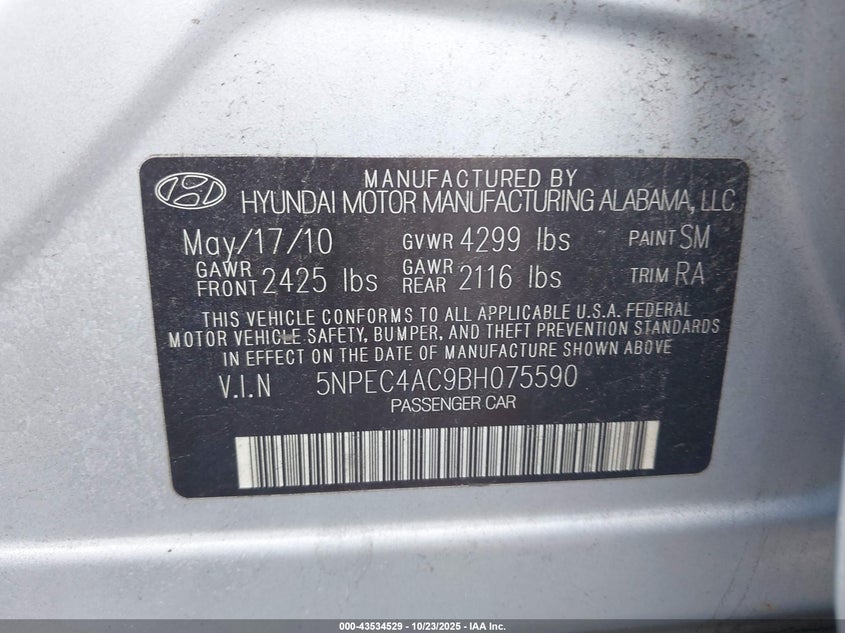 MANUFACTURED BY
HYUNDAI MOTOR MANUFACTURING ALABAMA, LLC
May/17/10 GVWR 4299 lbs PAINT SM
GAWR FRONT 2425 lbs GAWR REAR 2116 lbs TRIM RA
THIS VEHICLE CONFORMS TO ALL APPLICABLE U.S.A. FEDERAL
MOTOR VEHICLE SAFETY, BUMPER, AND THEFT PREVENTION STANDARDS
IN EFFECT ON THE DATE OF MANUFACTURE SHOWN ABOVE
V.I.N 5NPEC4AC9BH075590
PASSENGER CAR
000-43534529 - 10/23/2025 - IAA Inc.